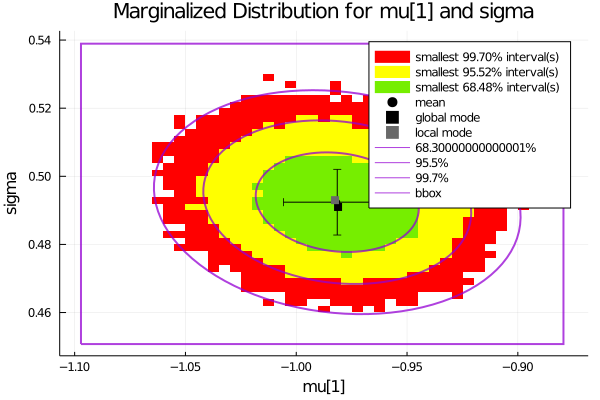 Marginalized Distribution for mu[1] and sigma
smallest 99.70% interval(s)
smallest 95.52% interval(s)
smallest 68.48% interval(s)
mean
global mode
local mode
68.30000000000001%
95.5%
99.7%
bbox
sigma
0.54
0.52
0.50
0.48
0.46
−1.10
−1.05
−1.00
−0.95
−0.90
mu[1]